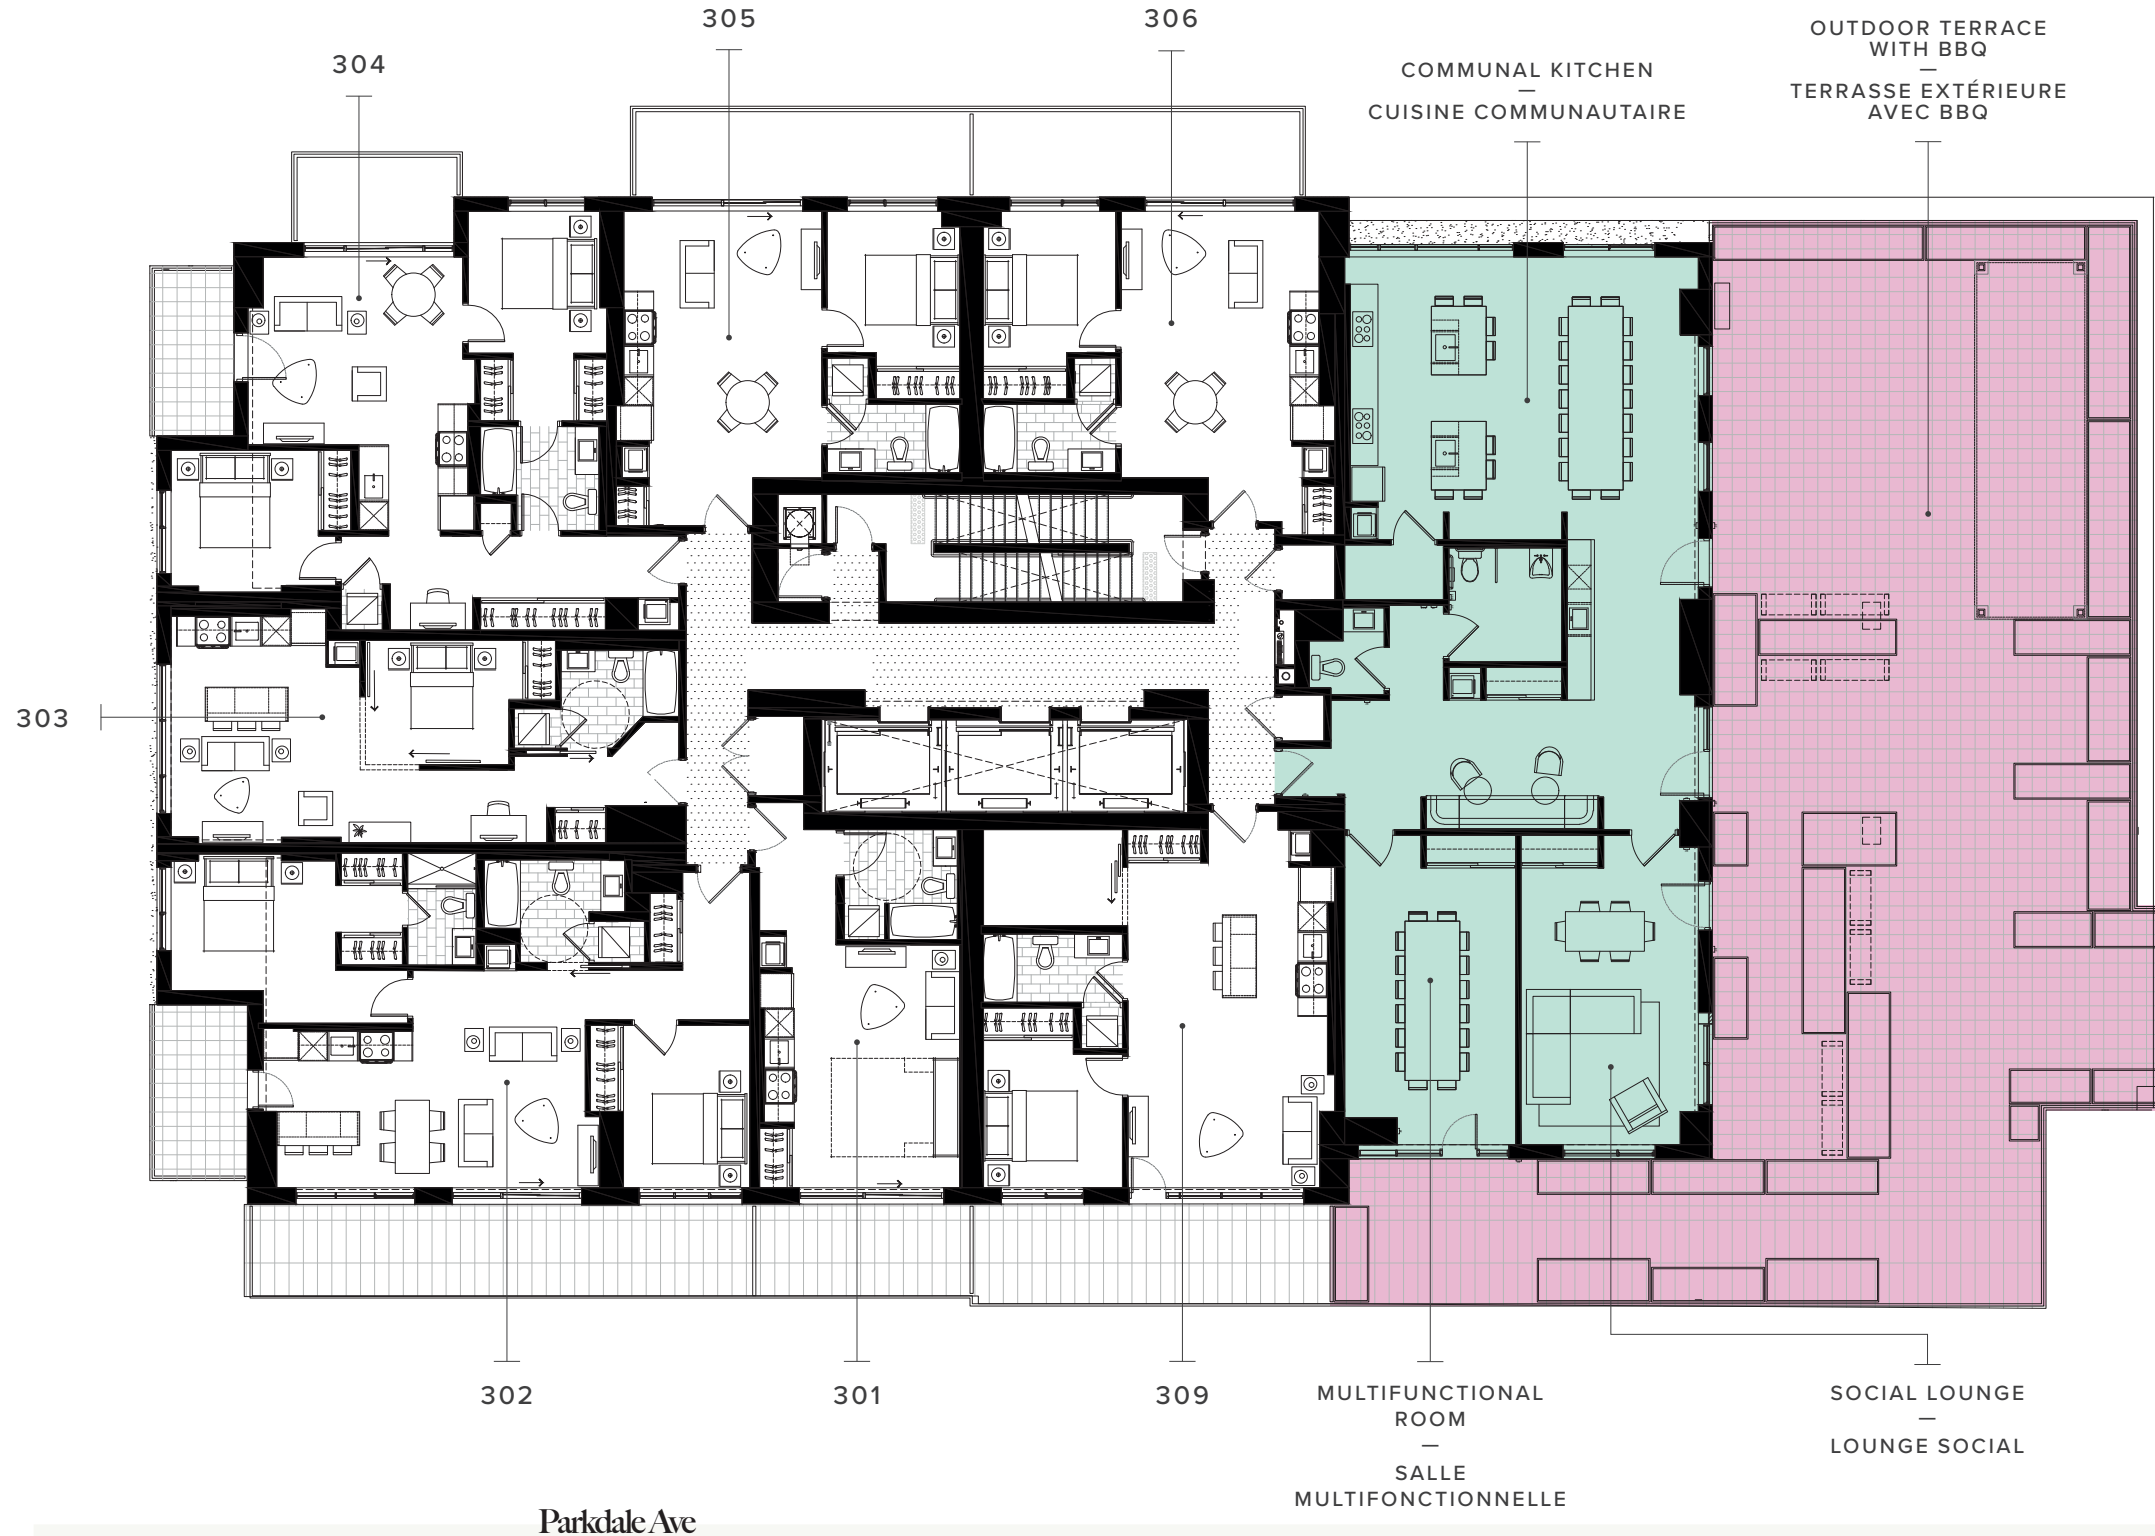 305
306
304
COMMUNAL KITCHEN
—
CUISINE COMMUNAUTAIRE
OUTDOOR TERRACE
WITH BBQ
—
TERRASSE EXTÉRIEURE
AVEC BBQ
303
302
301
309
MULTIFUNCTIONAL
ROOM
—
SALLE
MULTIFONCTIONNELLE
SOCIAL LOUNGE
—
LOUNGE SOCIAL
Parkdale Ave